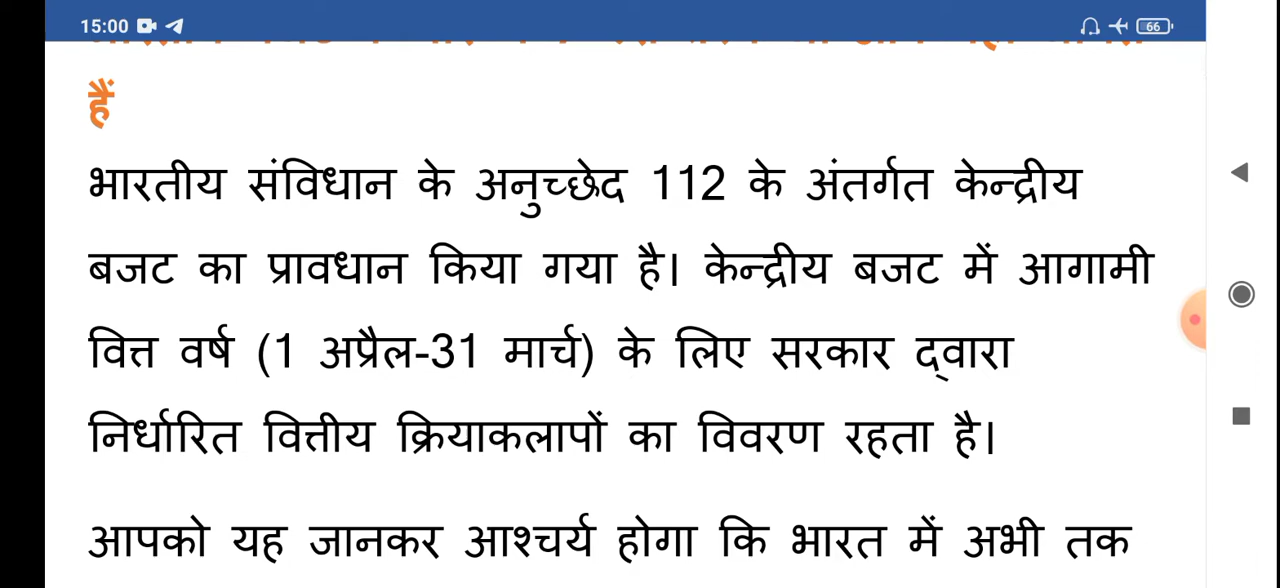 15:00
66
हैं
भारतीय संविधान के अनुच्छेद 112 के अंतर्गत केन्द्रीय
बजट का प्रावधान किया गया है। केन्द्रीय बजट में आगामी
वित्त वर्ष (1 अप्रैल-31 मार्च) के लिए सरकार द्वारा
निर्धारित वित्तीय क्रियाकलापों का विवरण रहता है।
आपको यह जानकर आश्चर्य होगा कि भारत में अभी तक